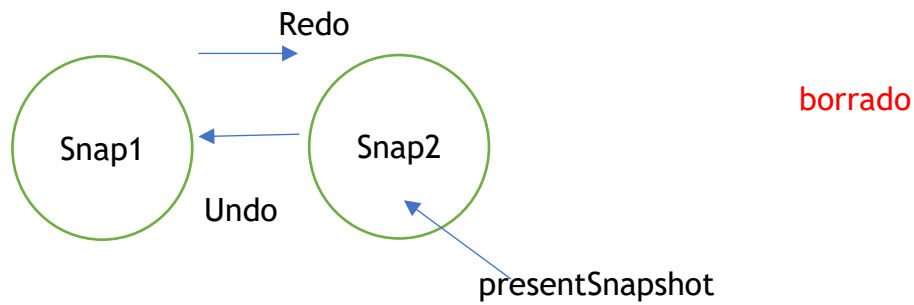 Redo
borrado
Snap1
Snap2
Undo
presentSnapshot